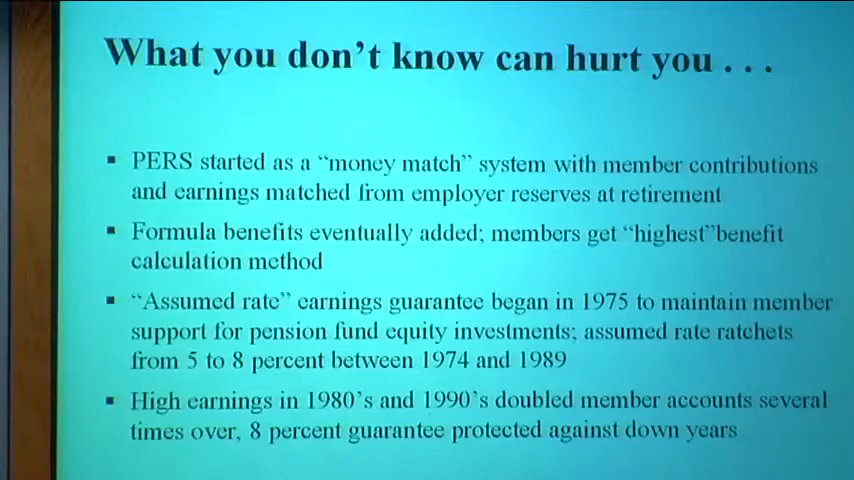 What you don't know can hurt you . . .
▪ PERS started as a “money match” system with member contributions
and earnings matched from employer reserves at retirement
▪ Formula benefits eventually added; members get “highest”benefit
calculation method
▪ “Assumed rate” earnings guarantee began in 1975 to maintain member
support for pension fund equity investments; assumed rate ratchets
from 5 to 8 percent between 1974 and 1989
▪ High earnings in 1980’s and 1990’s doubled member accounts several
times over, 8 percent guarantee protected against down years